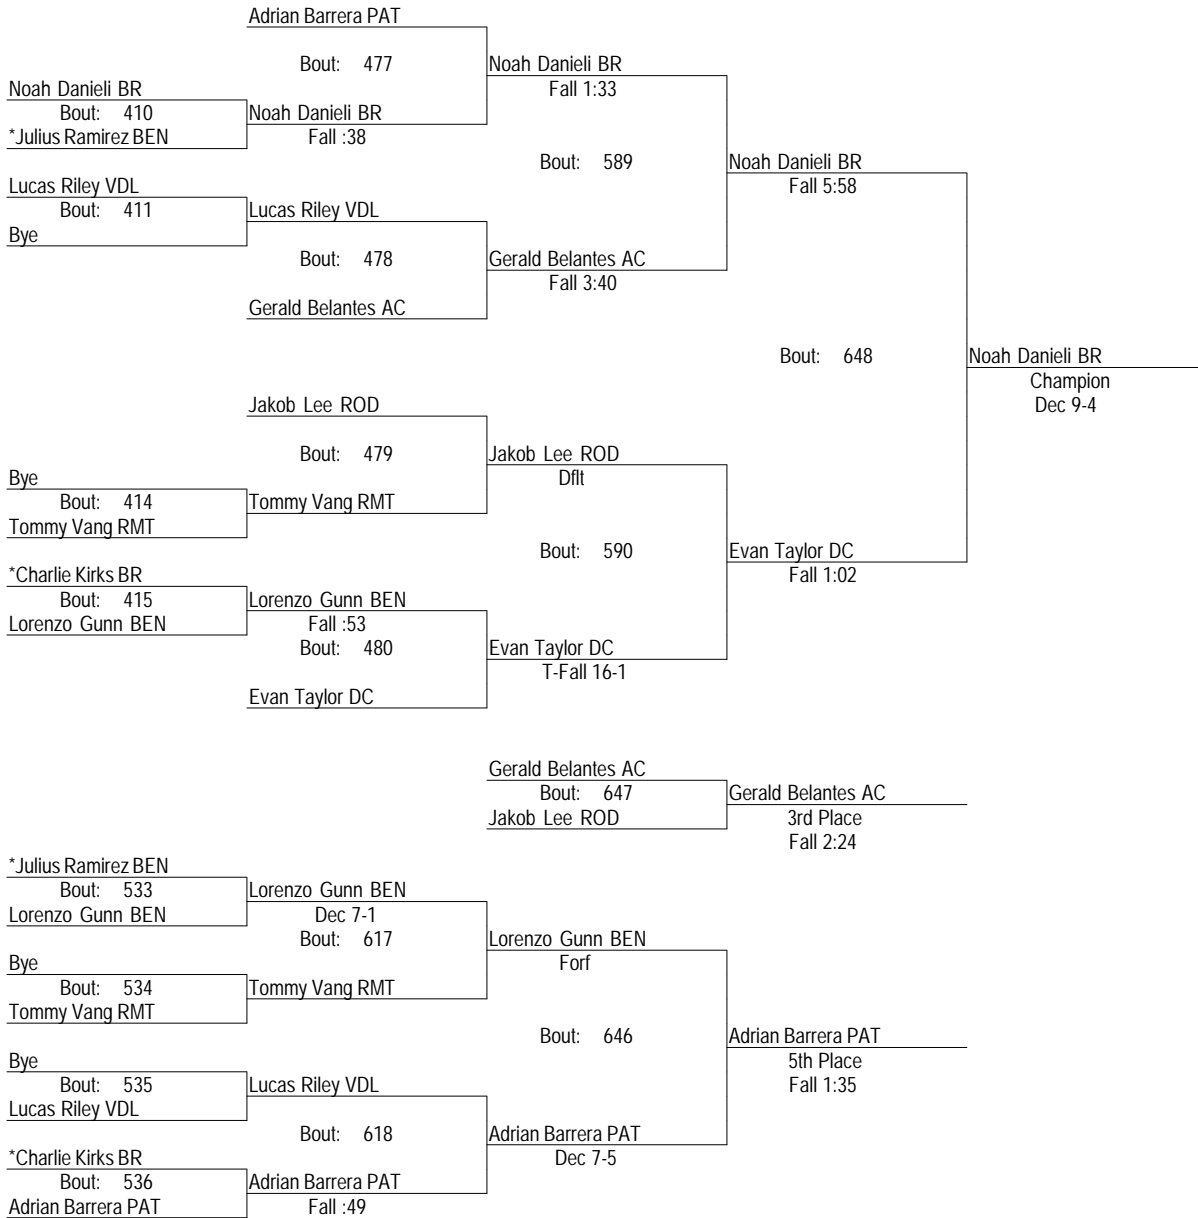 Adrian Barrera PAT
Bout: 477 Noah Danieli BR
Noah Danieli BR Fall 1:33
Bout: 410 Noah Danieli BR
*Julius Ramirez BEN Fall :38
Bout: 589 Noah Danieli BR
Lucas Riley VDL Fall 5:58
Bout: 411 Lucas Riley VDL
Bye
Bout: 478 Gerald Belantes AC
Fall 3:40
Gerald Belantes AC
Bout: 648 Noah Danieli BR
Champion
Jakob Lee ROD Dec 9-4
Bout: 479 Jakob Lee ROD
Bye Dflt
Bout: 414 Tommy Vang RMT
Tommy Vang RMT
Bout: 590 Evan Taylor DC
*Charlie Kirks BR Fall 1:02
Bout: 415 Lorenzo Gunn BEN
Lorenzo Gunn BEN Fall :53
Bout: 480 Evan Taylor DC
T-Fall 16-1
Evan Taylor DC
Gerald Belantes AC
Bout: 647 Gerald Belantes AC
Jakob Lee ROD 3rd Place
Fall 2:24
*Julius Ramirez BEN
Bout: 533 Lorenzo Gunn BEN
Lorenzo Gunn BEN Dec 7-1
Bout: 617 Lorenzo Gunn BEN
Bye Forf
Bout: 534 Tommy Vang RMT
Tommy Vang RMT
Bout: 646 Adrian Barrera PAT
Bye 5th Place
Bout: 535 Lucas Riley VDL Fall 1:35
Lucas Riley VDL
Bout: 618 Adrian Barrera PAT
*Charlie Kirks BR Dec 7-5
Bout: 536 Adrian Barrera PAT
Adrian Barrera PAT Fall :49